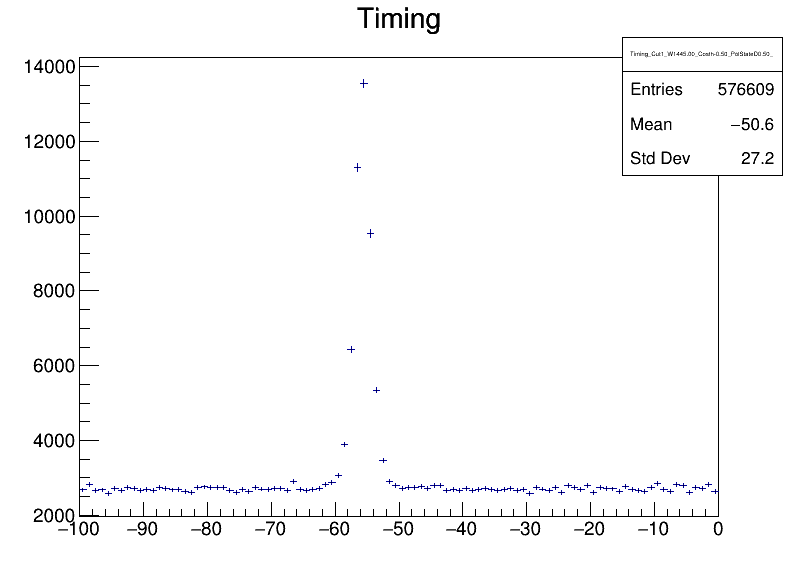 Timing
Timing_Cut1_W1445.00_Costh-0.50_PolStateD0.50_
Entries 576609
Mean −50.6
Std Dev 27.2
14000
12000
10000
8000
6000
4000
2000
−100 −90 −80 −70 −60 −50 −40 −30 −20 −10 0